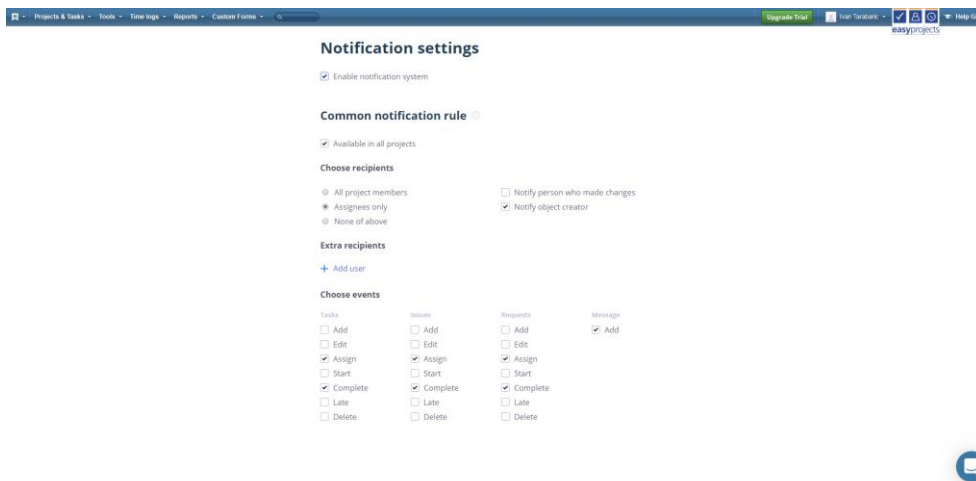 Projects & Tasks Tools Time logs Reports Custom Forms Upgrade Trial Ivan Tarabaric Help G
easyprojects
Notification settings
Enable notification system
Common notification rule
Available in all projects
Choose recipients
All project members Notify person who made changes
Assignees only Notify object creator
None of above
Extra recipients
+ Add user
Choose events
Tasks Issues Requests Message
Add Add Add Add
Edit Edit Edit
Assign Assign Assign
Start Start Start
Complete Complete Complete
Late Late Late
Delete Delete Delete